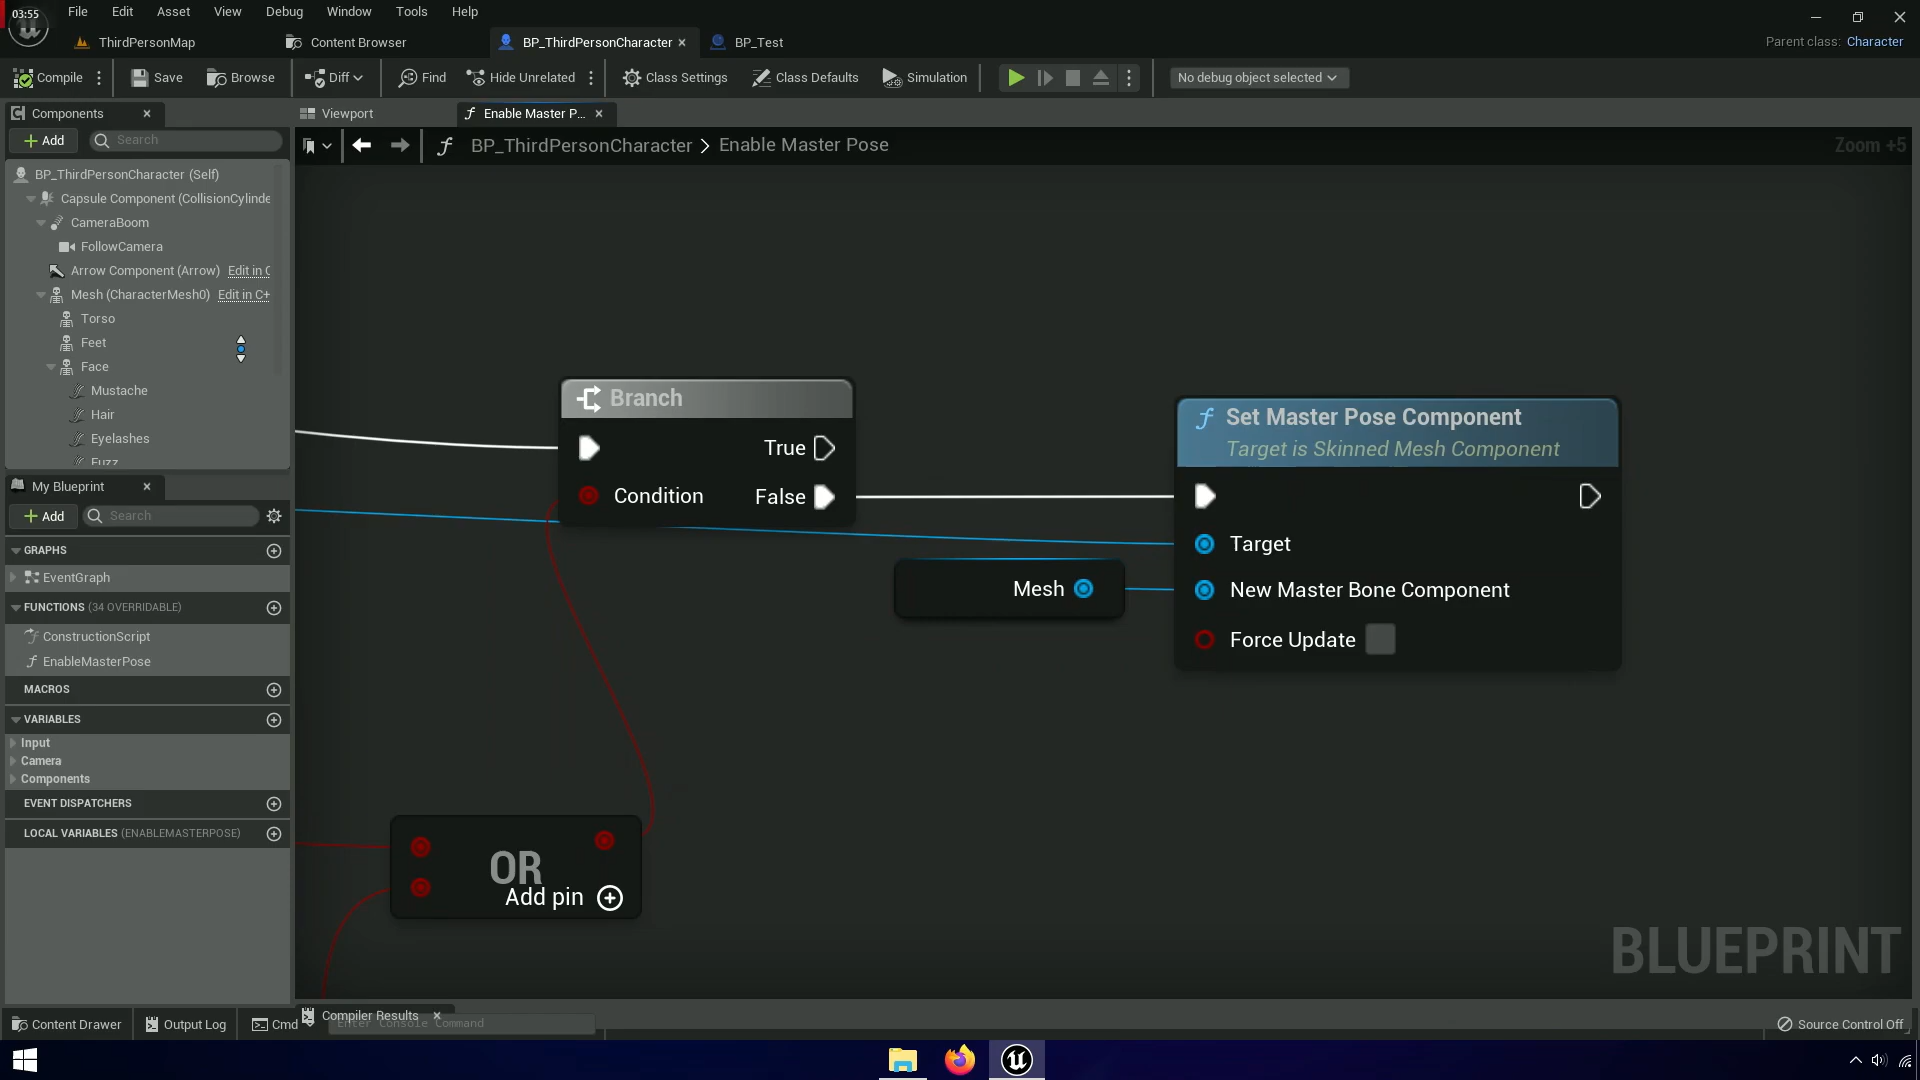 03:55
File Edit Asset View Debug Window Tools Help
ThirdPersonMap
Content Browser
BP_ThirdPersonCharacter
BP_Test
Parent class: Character
Compile
Save
Browse
Diff
Find
Hide Unrelated
Class Settings
Class Defaults
Simulation
No debug object selected
Components
Viewport
Enable Master P...
Add
Search
BP_ThirdPersonCharacter > Enable Master Pose
Zoom +5
BP_ThirdPersonCharacter (Self)
Capsule Component (CollisionCylinde
CameraBoom
FollowCamera
Arrow Component (Arrow) Edit in C
Mesh (CharacterMesh0) Edit in C+
Torso
Feet
Face
Mustache
Hair
Eyelashes
Fuzz
My Blueprint
Add
Search
GRAPHS
EventGraph
FUNCTIONS (34 OVERRIDABLE)
ConstructionScript
EnableMasterPose
MACROS
VARIABLES
Input
Camera
Components
EVENT DISPATCHERS
LOCAL VARIABLES (ENABLEMASTERPOSE)
Branch
True
Condition
False
Set Master Pose Component
Target is Skinned Mesh Component
Target
Mesh
New Master Bone Component
Force Update
OR
Add pin
BLUEPRINT
Compiler Results
Content Drawer
Output Log
Cmd
Enter Console Command
Source Control Off